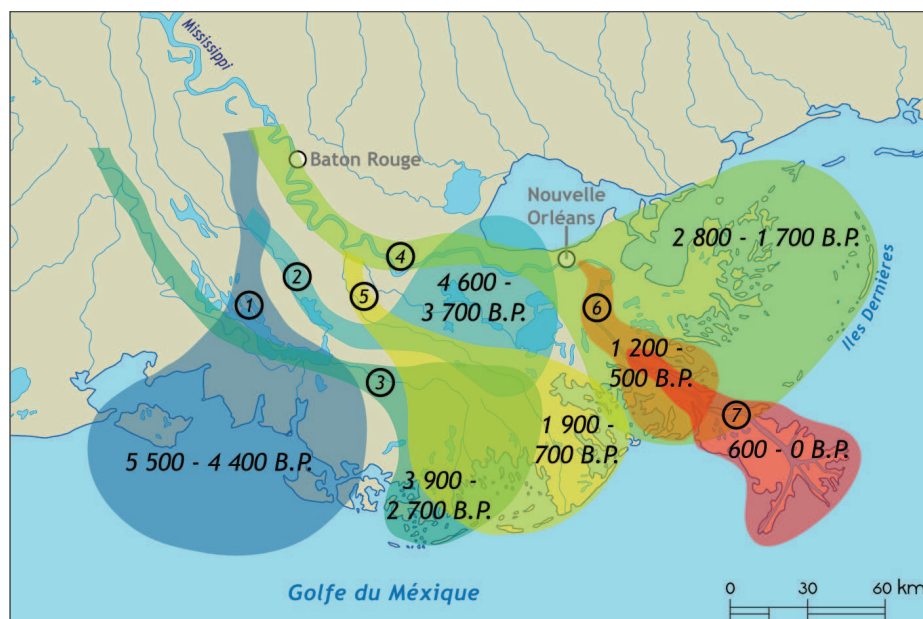 Mississippi
Baton Rouge
Nouvelle
Orléans
2 800 - 1 700 B.P.
4
2
4 600 -
3 700 B.P.
5
1
6
Iles Dernières
1 200 -
500 B.P.
3
7
1 900 -
700 B.P.
600 - 0 B.P.
5 500 - 4 400 B.P.
3 900 -
2 700 B.P.
Golfe du Méxique
0 30 60 km